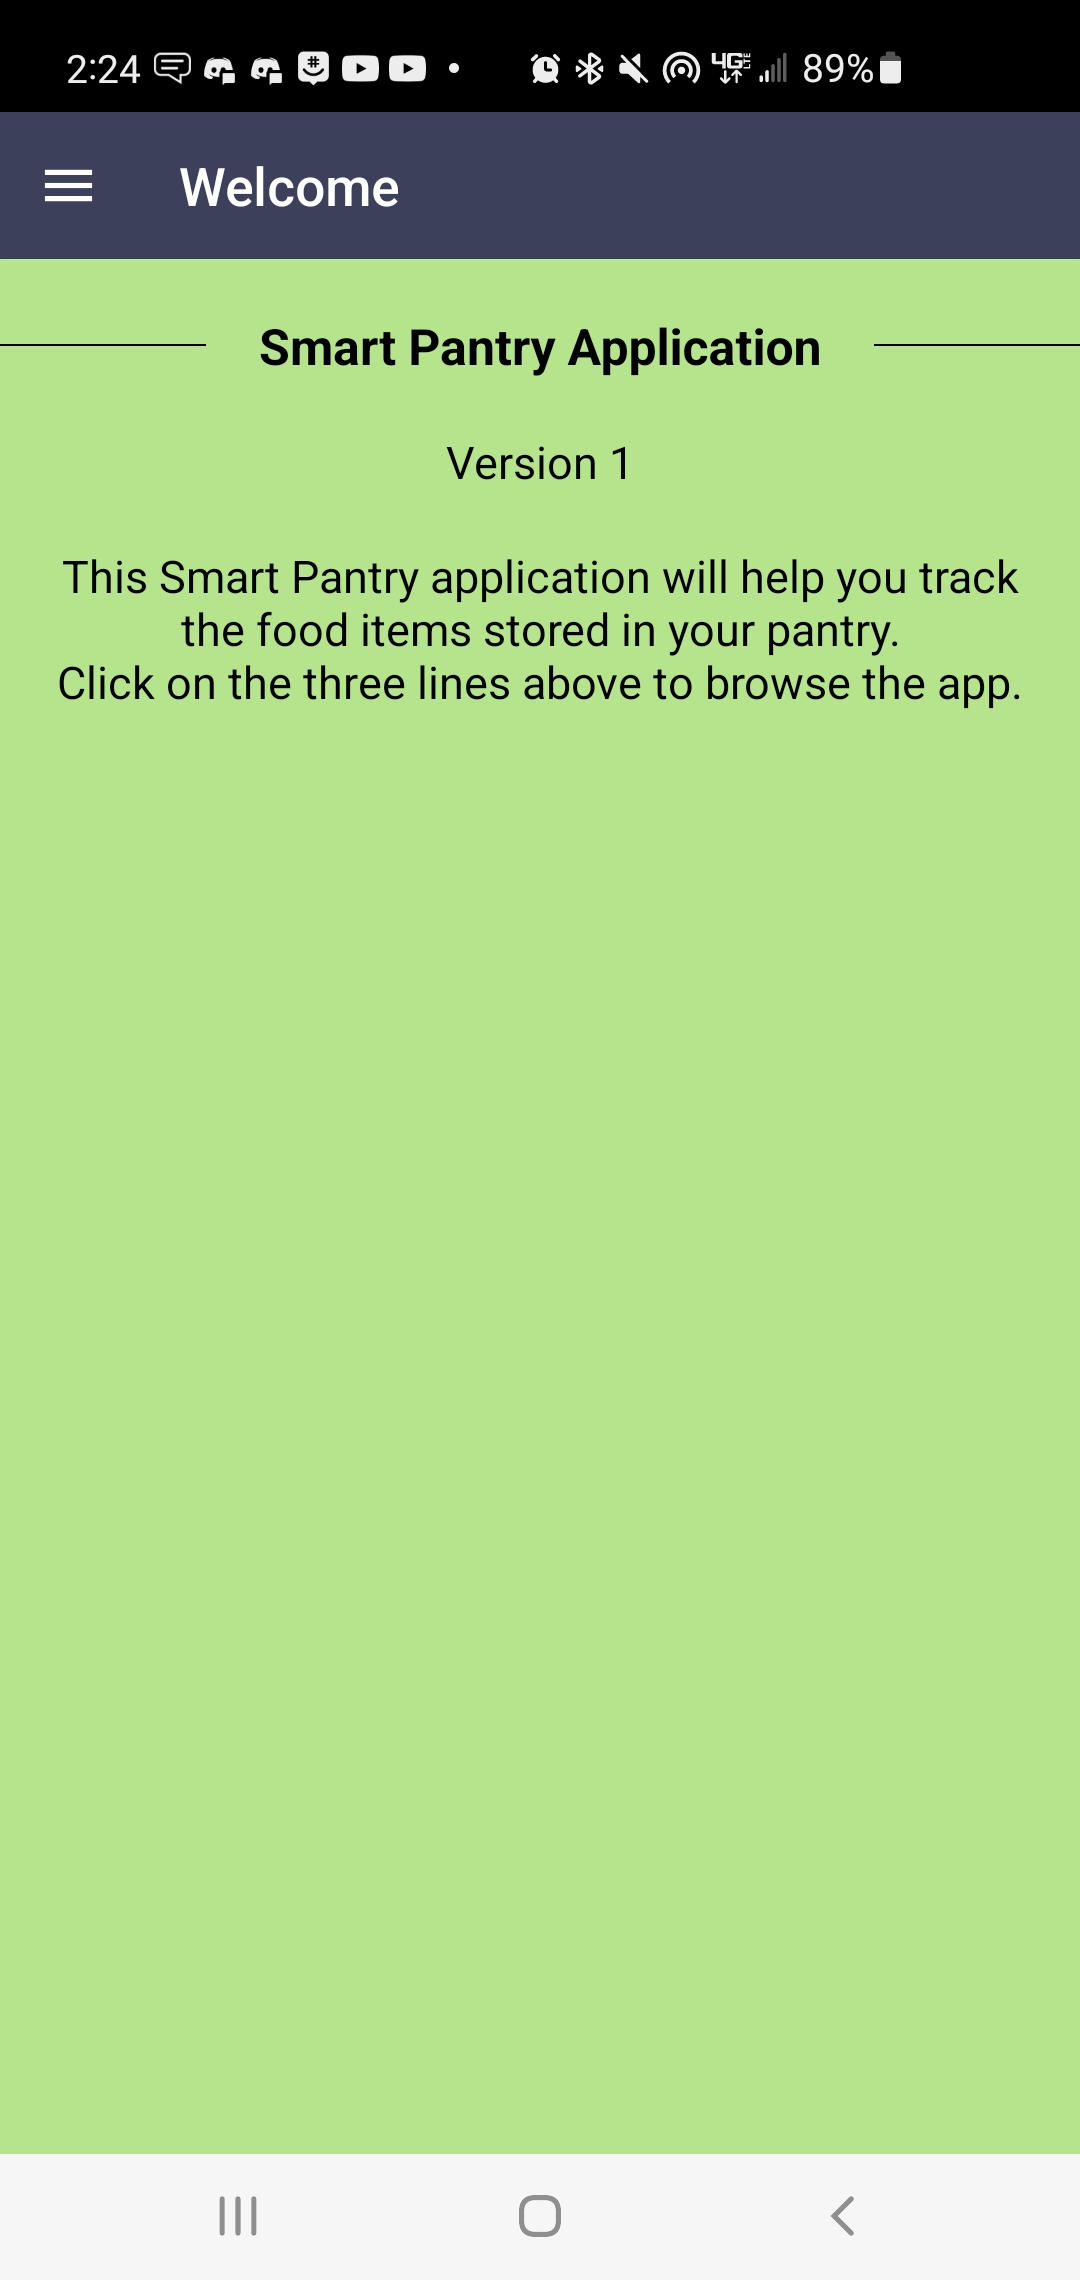 2:24 4G LTE 89%
Welcome
Smart Pantry Application
Version 1
This Smart Pantry application will help you track
the food items stored in your pantry.
Click on the three lines above to browse the app.